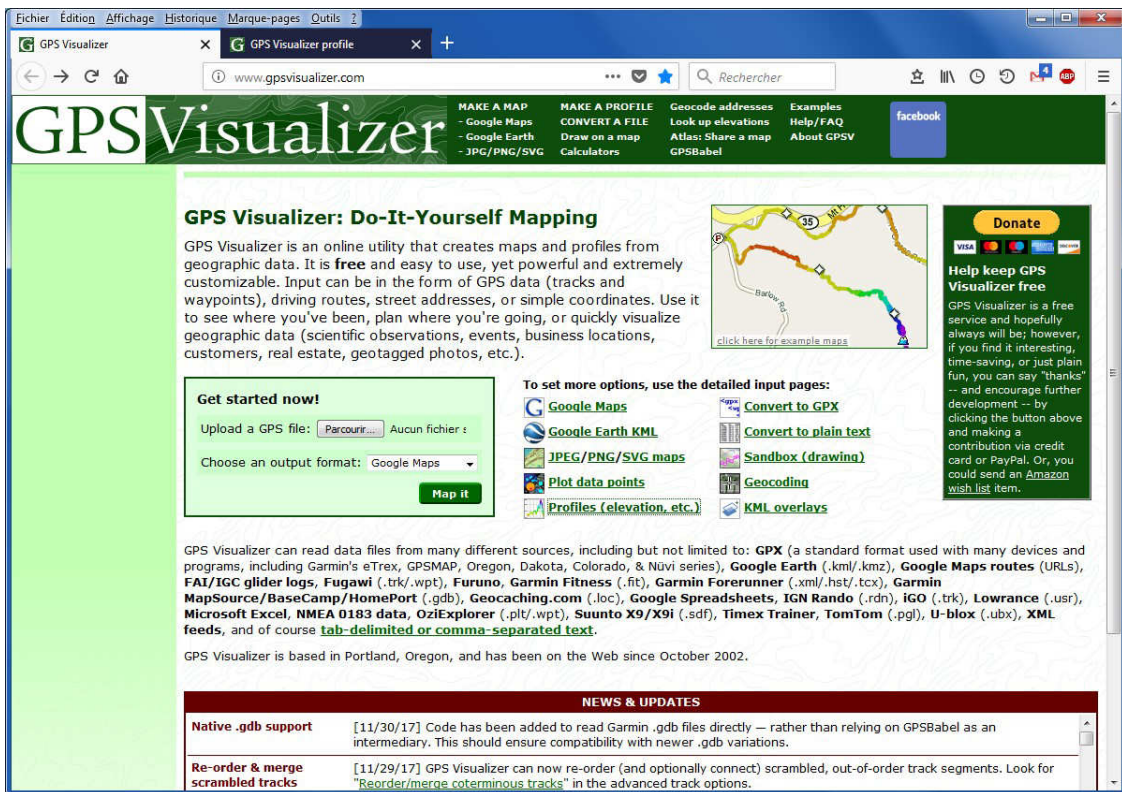 Fichier Édition Affichage Historique Marque-pages Outils ?
GPS Visualizer
GPS Visualizer profile
www.gpsvisualizer.com
Rechercher
4
ABP
GPSVisualizer
MAKE A MAP
- Google Maps
- Google Earth
- JPG/PNG/SVG
MAKE A PROFILE
CONVERT A FILE
Draw on a map
Calculators
Geocode addresses
Look up elevations
Atlas: Share a map
GPSBabel
Examples
Help/FAQ
About GPSV
facebook
GPS Visualizer: Do-It-Yourself Mapping
GPS Visualizer is an online utility that creates maps and profiles from
geographic data. It is free and easy to use, yet powerful and extremely
customizable. Input can be in the form of GPS data (tracks and
waypoints), driving routes, street addresses, or simple coordinates. Use it
to see where you've been, plan where you're going, or quickly visualize
geographic data (scientific observations, events, business locations,
customers, real estate, geotagged photos, etc.).
35
Mt H
P
Barlow Rd
click here for example maps
Donate
VISA
DISCOVER
Help keep GPS
Visualizer free
GPS Visualizer is a free
service and hopefully
always will be; however,
if you find it interesting,
time-saving, or just plain
fun, you can say "thanks"
-- and encourage further
development -- by
clicking the button above
and making a
contribution via credit
card or PayPal. Or, you
could send an Amazon
wish list item.
Get started now!
Upload a GPS file: Parcourir... Aucun fichier s
Choose an output format: Google Maps
Map it
To set more options, use the detailed input pages:
Google Maps
Google Earth KML
JPEG/PNG/SVG maps
Plot data points
Profiles (elevation, etc.)
Convert to GPX
Convert to plain text
Sandbox (drawing)
Geocoding
KML overlays
GPS Visualizer can read data files from many different sources, including but not limited to: GPX (a standard format used with many devices and
programs, including Garmin's eTrex, GPSMAP, Oregon, Dakota, Colorado, & Nüvi series), Google Earth (.kml/.kmz), Google Maps routes (URLs),
FAI/IGC glider logs, Fugawi (.trk/.wpt), Furuno, Garmin Fitness (.fit), Garmin Forerunner (.xml/.hst/.tcx), Garmin
MapSource/BaseCamp/HomePort (.gdb), Geocaching.com (.loc), Google Spreadsheets, IGN Rando (.rdn), iGO (.trk), Lowrance (.usr),
Microsoft Excel, NMEA 0183 data, OziExplorer (.plt/.wpt), Suunto X9/X9i (.sdf), Timex Trainer, TomTom (.pgl), U-blox (.ubx), XML
feeds, and of course tab-delimited or comma-separated text.
GPS Visualizer is based in Portland, Oregon, and has been on the Web since October 2002.
NEWS & UPDATES
Native .gdb support
[11/30/17] Code has been added to read Garmin .gdb files directly — rather than relying on GPSBabel as an
intermediary. This should ensure compatibility with newer .gdb variations.
Re-order & merge
scrambled tracks
[11/29/17] GPS Visualizer can now re-order (and optionally connect) scrambled, out-of-order track segments. Look for
"Reorder/merge coterminous tracks" in the advanced track options.